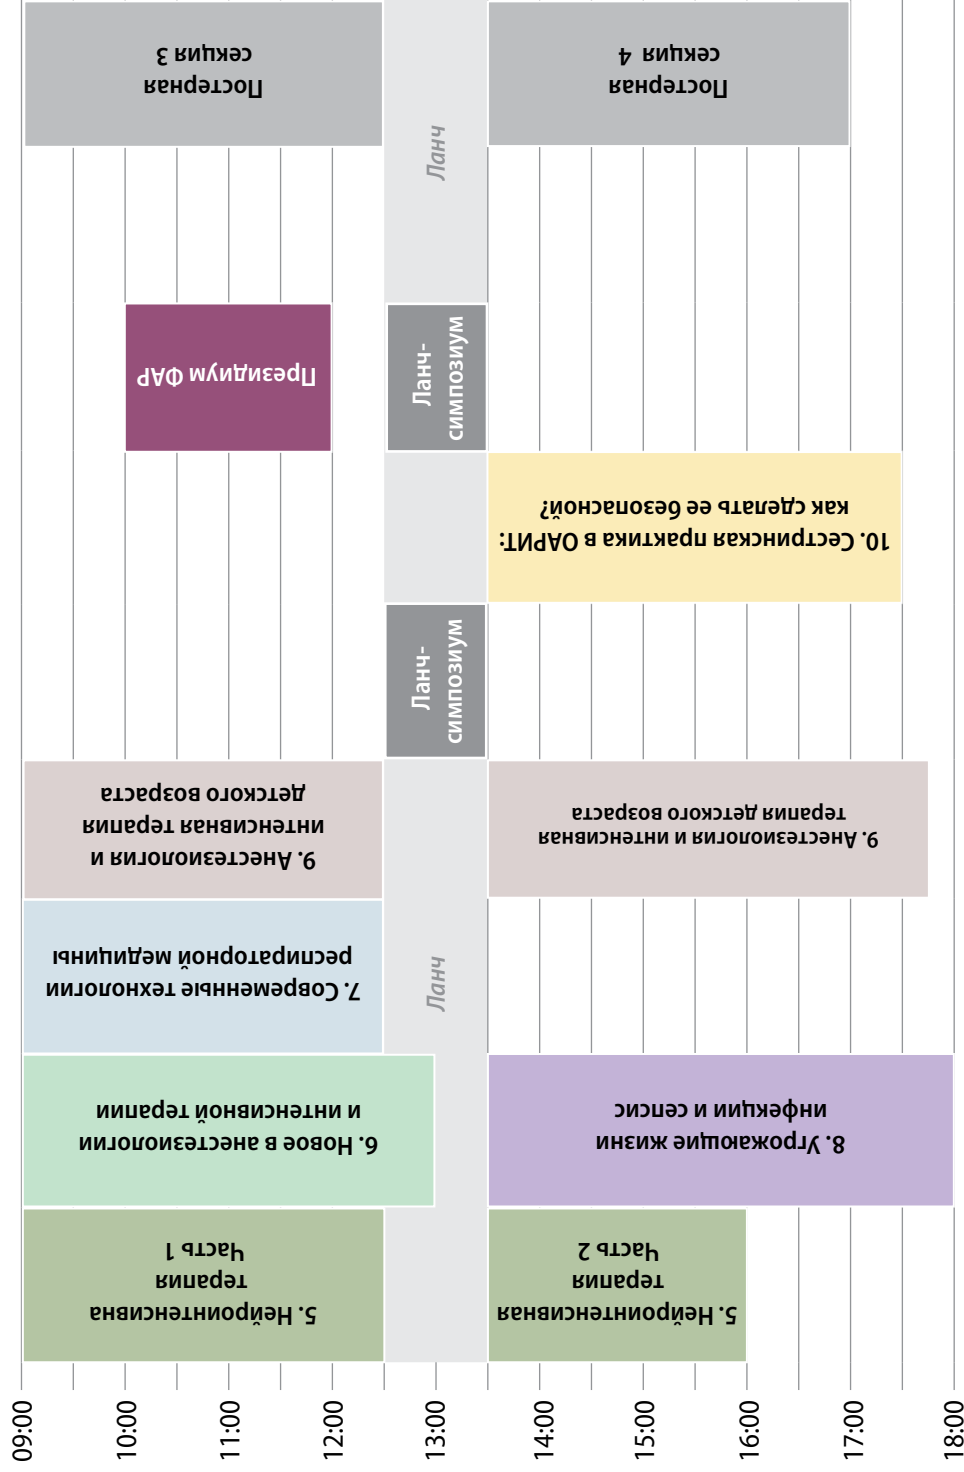 09:00
10:00
11:00
12:00
13:00
14:00
15:00
16:00
17:00
18:00
5. Нейроинтенсивна
терапия
Часть 1
5. Нейроинтенсивная
терапия
Часть 2
6. Новое в анестезиологии
и интенсивной терапии
8. Угрожающие жизни
инфекции и сепсис
7. Современные технологии
респираторной медицины
Ланч
9. Анестезиология и
интенсивная терапия
детского возраста
9. Анестезиология и интенсивная
терапия детского возраста
Ланч-
симпозиум
10. Сестринская практика в ОАРИТ:
как сделать ее безопасной?
Президиум ФАР
Ланч-
симпозиум
Ланч
Постерная
секция 3
Постерная
секция 4